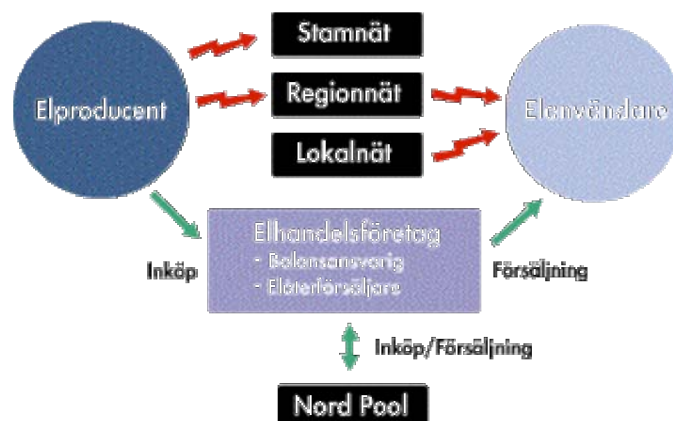 Stamnät
Elproducent
Regionnät
Elanvändare
Lokalnät
Elhandelsföretag
- Balansansvarig
- Elåterförsäljare
Inköp
Försäljning
Inköp/Försäljning
Nord Pool